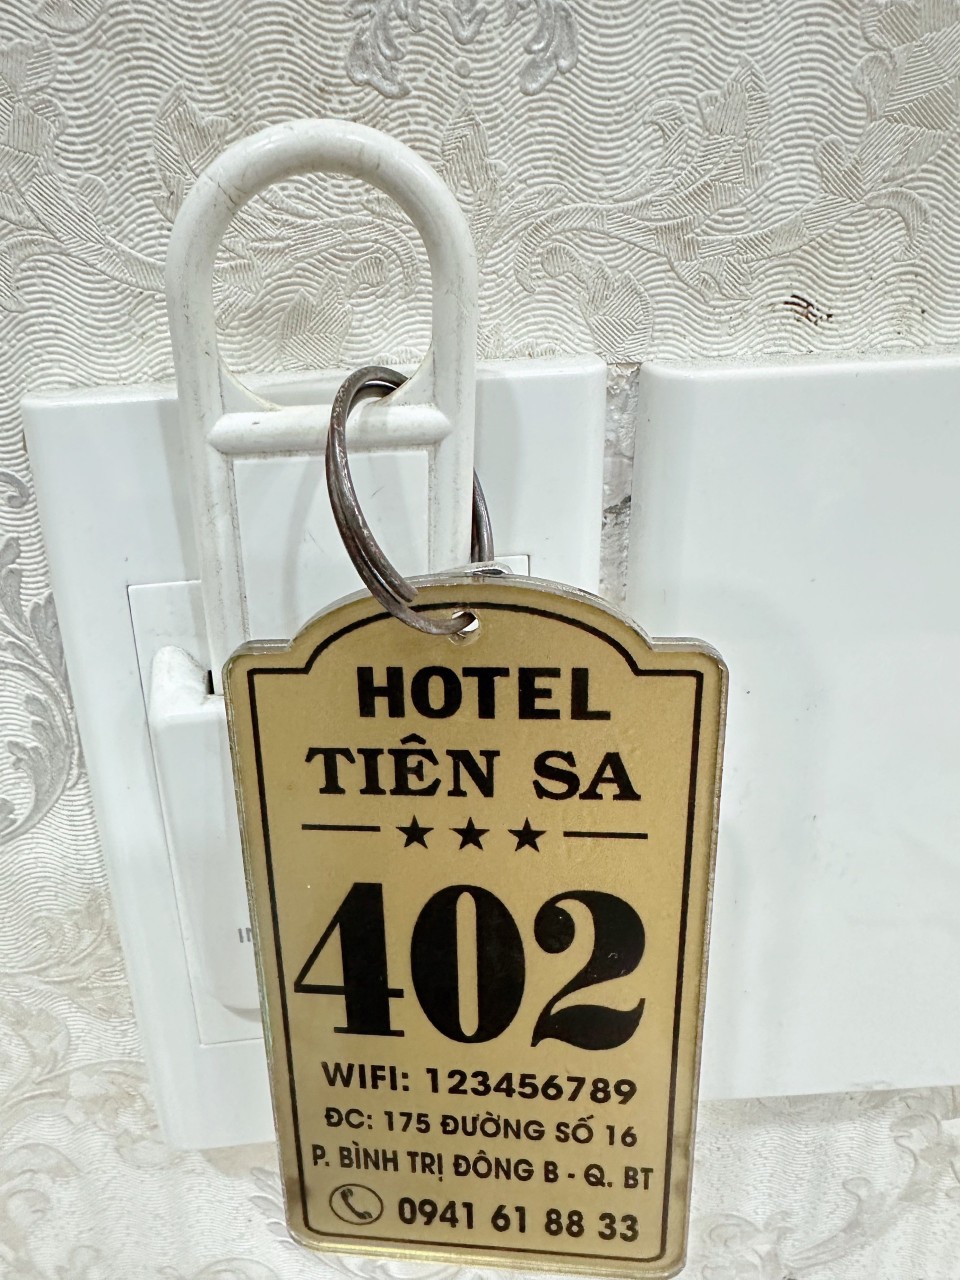 HOTEL
TIÊN SA
402
WIFI: 123456789
ĐC: 175 ĐƯỜNG SỐ 16
P. BÌNH TRỊ ĐÔNG B - Q. BT
0941 61 88 33